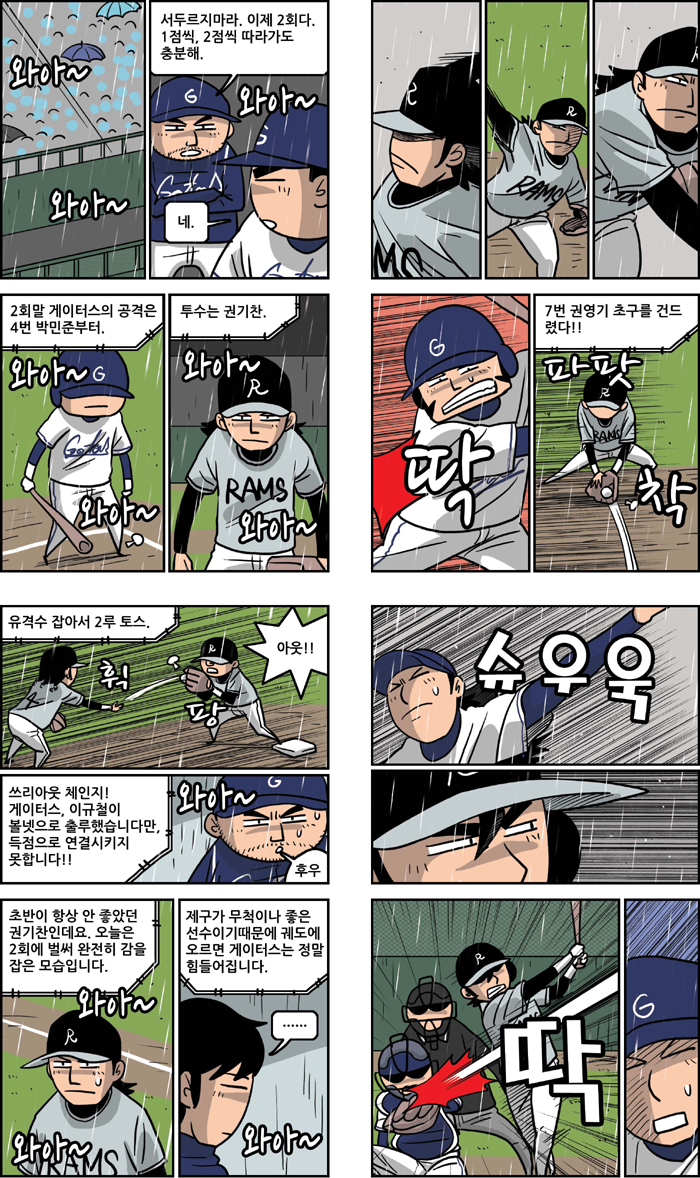 와아~
와아~
서두르지마라. 이제 2회다.
1점씩, 2점씩 따라가도
충분해.
와아~
G
G
Gators
네.
R
MS
R
RAMS
2회말 게이터스의 공격은
4번 박민준부터.
와아~
G
Gators
와아~
투수는 권기찬.
와아~
R
RAMS
와아~
G
딱
7번 권영기 초구를 건드
렸다!!
파팟
R
RAMS
착
유격수 잡아서 2루 토스.
휙
R
팡
아웃!!
쓰리아웃 체인지!
게이터스, 이규철이
볼넷으로 출루했습니다만,
득점으로 연결시키지
못합니다!!
와아~
G
후우
슈우욱
R
초반이 항상 안 좋았던
권기찬인데요. 오늘은
2회에 벌써 완전히 감을
잡은 모습입니다.
와아~
R
와아~
RAMS
제구가 무척이나 좋은
선수이기때문에 궤도에
오르면 게이터스는 정말
힘들어집니다.
......
와아~
R
딱
G